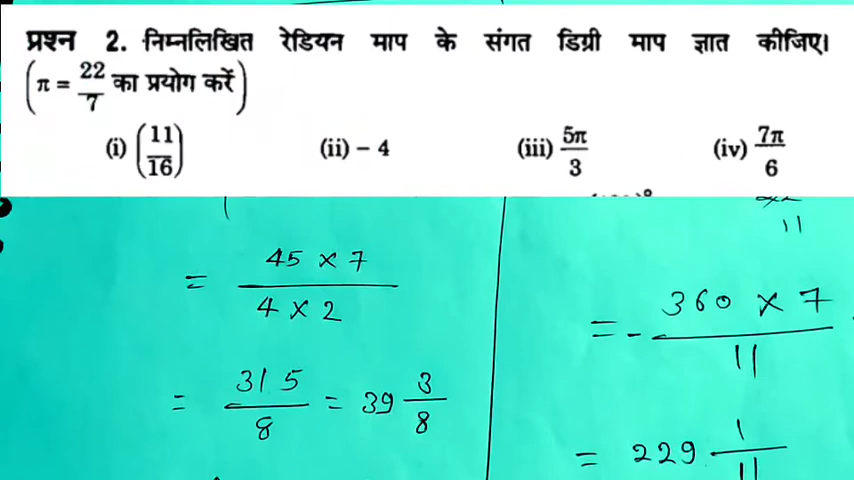 प्रश्न 2. निम्नलिखित रेडियन माप के संगत डिग्री माप ज्ञात कीजिए।
(π = 22/7 का प्रयोग करें)
(i) (11/16) (ii) – 4 (iii) 5π/3 (iv) 7π/6
11
= 45 × 7 / 4 × 2
= - 360 × 7 / 11
= 315/8 = 39 3/8
= 229 1/11